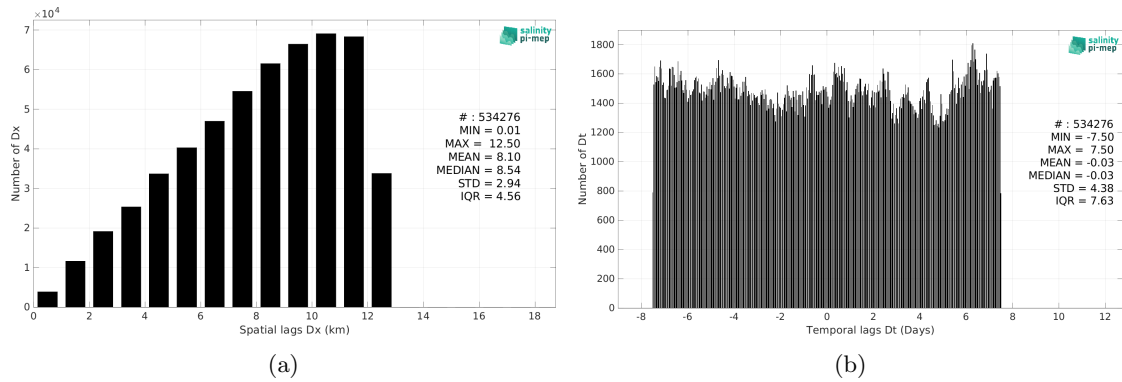 ×10⁴
7
6
5
4
3
2
1
0
Number of Dx
0 2 4 6 8 10 12 14 16 18
Spatial lags Dx (km)
salinity
pi-mep
# : 534276
MIN = 0.01
MAX = 12.50
MEAN = 8.10
MEDIAN = 8.54
STD = 2.94
IQR = 4.56
(a)
1800
1600
1400
1200
1000
800
600
400
200
0
Number of Dt
-8 -6 -4 -2 0 2 4 6 8 10 12
Temporal lags Dt (Days)
salinity
pi-mep
# : 534276
MIN = -7.50
MAX = 7.50
MEAN = -0.03
MEDIAN = -0.03
STD = 4.38
IQR = 7.63
(b)